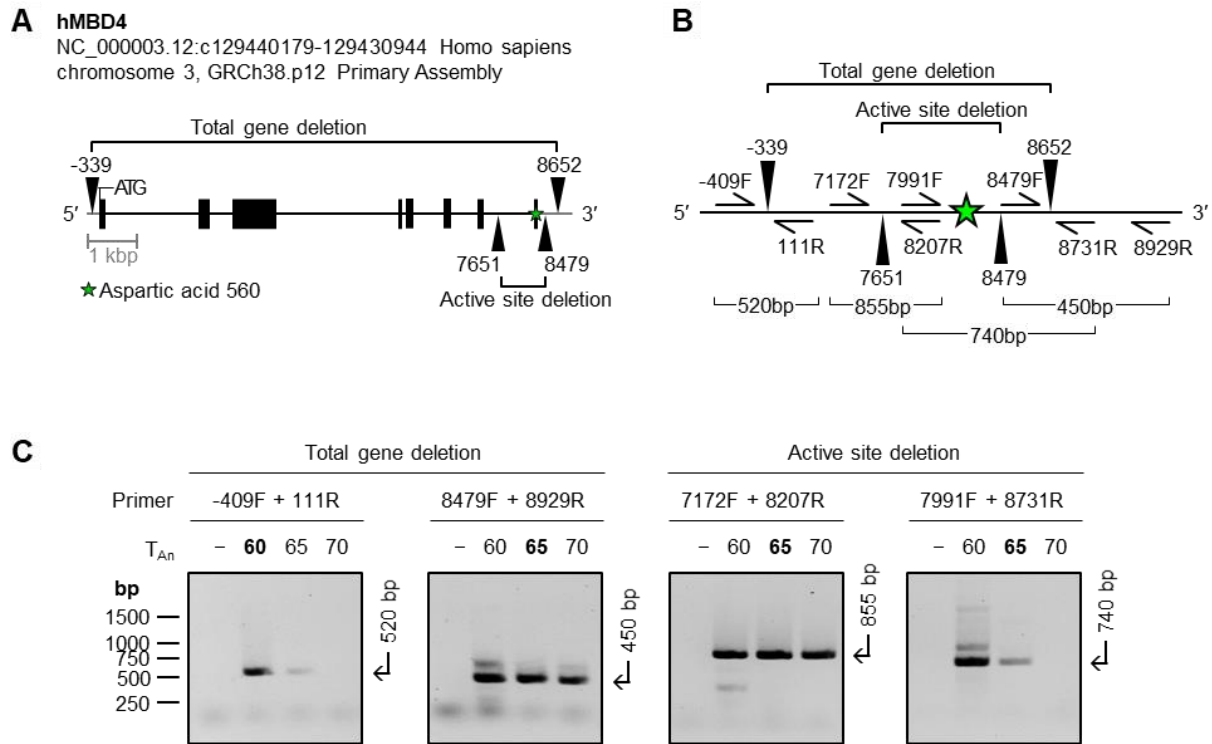 A
hMBD4
NC_000003.12:c129440179-129430944 Homo sapiens
chromosome 3, GRCh38.p12 Primary Assembly
Total gene deletion
-339
8652
ATG
5′
3′
1 kbp
7651
8479
Aspartic acid 560
Active site deletion
B
Total gene deletion
Active site deletion
-339
8652
-409F
7172F
7991F
8479F
5′
3′
111R
8207R
8731R
8929R
7651
8479
520bp
855bp
450bp
740bp
C
Total gene deletion
Active site deletion
Primer
-409F + 111R
8479F + 8929R
7172F + 8207R
7991F + 8731R
TAn
– 60 65 70
– 60 65 70
– 60 65 70
– 60 65 70
bp
1500
1000
750
500
250
520 bp
450 bp
855 bp
740 bp